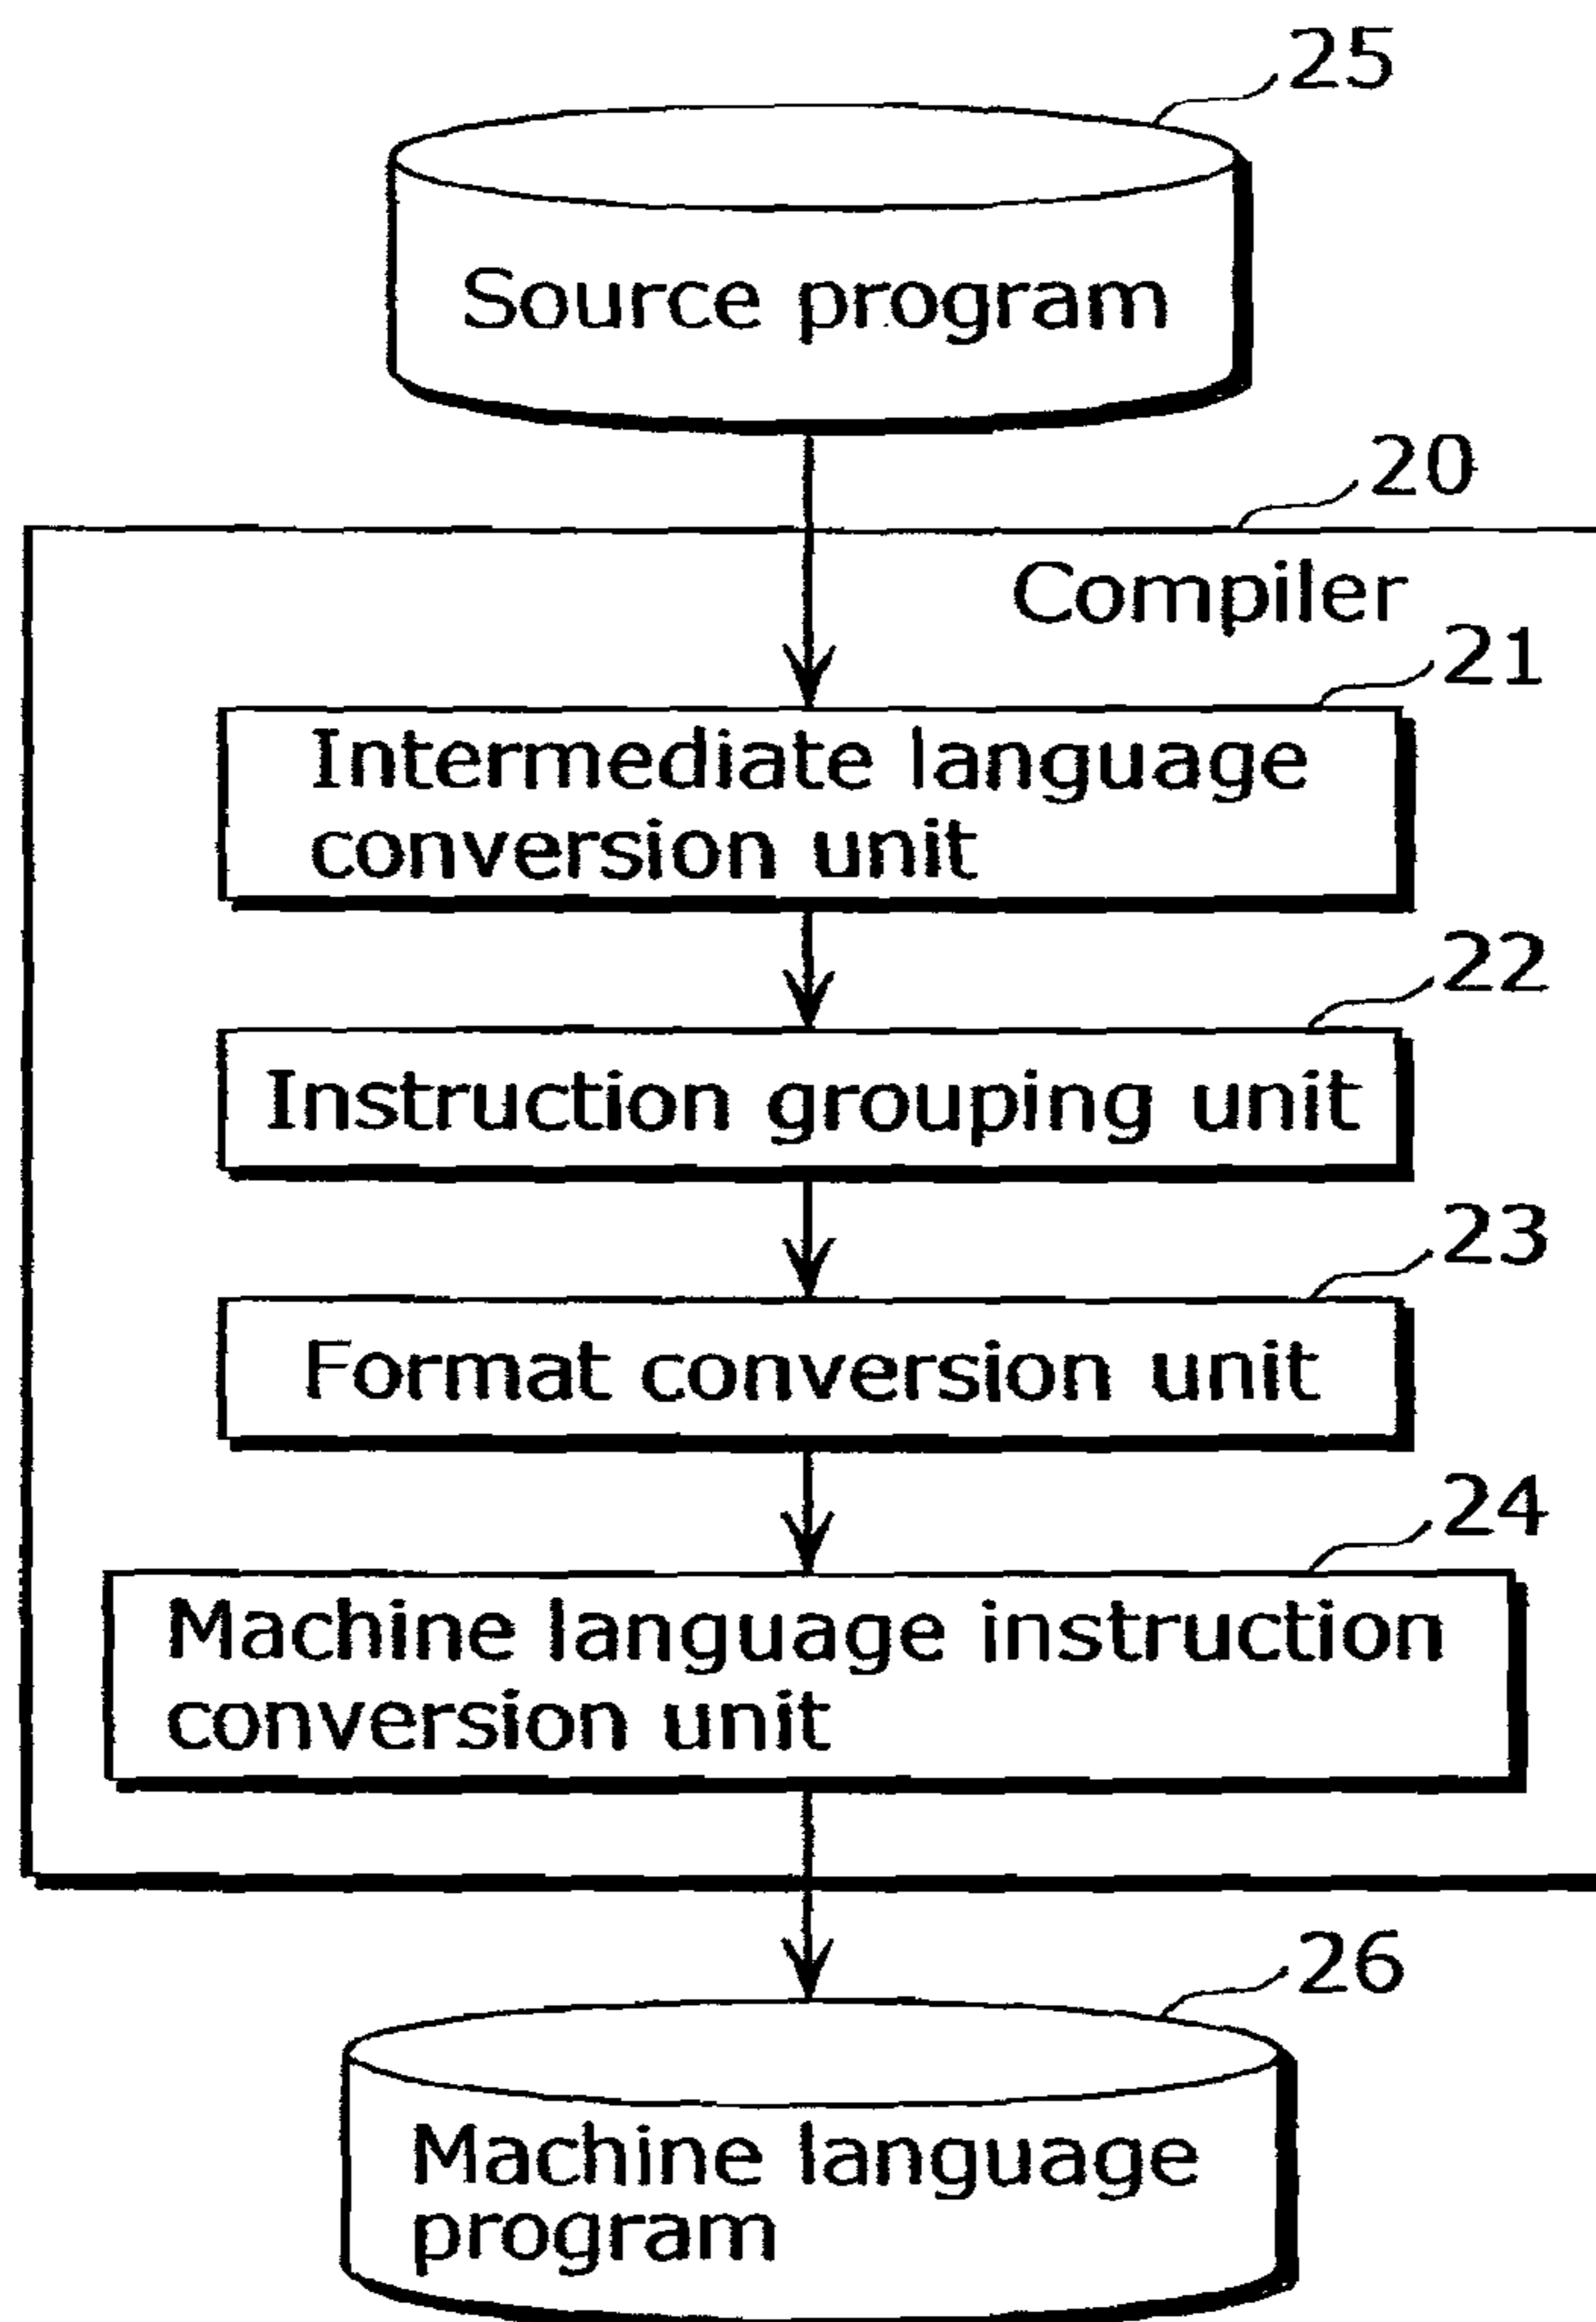 25
Source program
20
Compiler
21
Intermediate language
conversion unit
22
Instruction grouping unit
23
Format conversion unit
24
Machine language instruction
conversion unit
26
Machine language
program